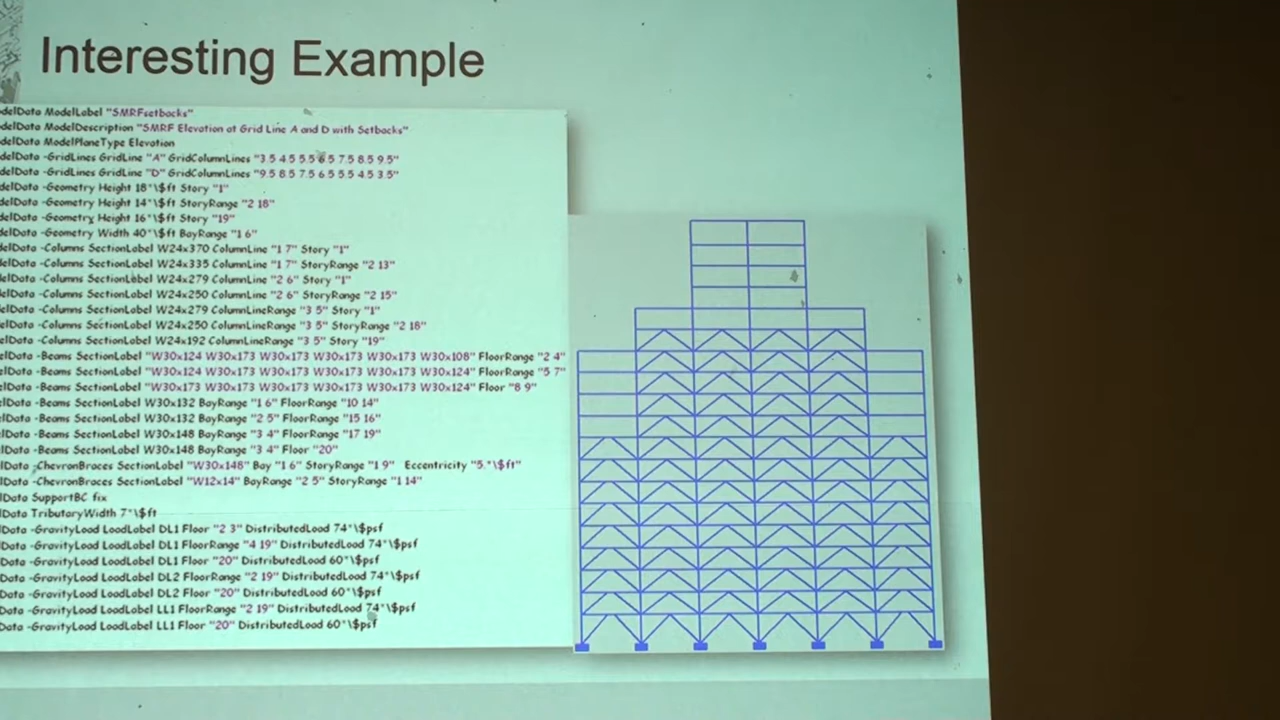 Interesting Example
delData ModelLabel "SMRFsetbacks"
delData ModelDescription "SMRF Elevation at Grid Line A and D with Setbacks"
delData ModelPlaneType Elevation
delData -GridLines GridLine "A" GridColumnLines "3.5 4.5 5.5 6.5 7.5 8.5 9.5"
delData -GridLines GridLine "D" GridColumnLines "9.5 8.5 7.5 6.5 5.5 4.5 3.5"
delData -Geometry Height 18*\$ft Story "1"
delData -Geometry Height 14*\$ft StoryRange "2 18"
delData -Geometry Height 16*\$ft Story "19"
delData -Geometry Width 40*\$ft BayRange "1 6"
delData -Columns SectionLabel W24x370 ColumnLine "1 7" Story "1"
delData -Columns SectionLabel W24x335 ColumnLine "1 7" StoryRange "2 13"
delData -Columns SectionLabel W24x279 ColumnLine "2 6" Story "1"
delData -Columns SectionLabel W24x250 ColumnLine "2 6" StoryRange "2 15"
delData -Columns SectionLabel W24x279 ColumnLineRange "3 5" Story "1"
delData -Columns SectionLabel W24x250 ColumnLineRange "3 5" StoryRange "2 18"
delData -Columns SectionLabel W24x192 ColumnLineRange "3 5" Story "19"
elData -Beams SectionLabel "W30x124 W30x173 W30x173 W30x173 W30x173 W30x108" FloorRange "2 4"
elData -Beams SectionLabel "W30x124 W30x173 W30x173 W30x173 W30x173 W30x124" FloorRange "5 7"
elData -Beams SectionLabel "W30x173 W30x173 W30x173 W30x173 W30x173 W30x124" Floor "8 9"
elData -Beams SectionLabel W30x132 BayRange "1 6" FloorRange "10 14"
elData -Beams SectionLabel W30x132 BayRange "2 5" FloorRange "15 16"
elData -Beams SectionLabel W30x148 BayRange "3 4" FloorRange "17 19"
elData -Beams SectionLabel W30x148 BayRange "3 4" Floor "20"
lData -ChevronBraces SectionLabel "W30x148" Bay "1 6" StoryRange "1 9" Eccentricity "5.*\$ft"
lData -ChevronBraces SectionLabel "W12x14" BayRange "2 5" StoryRange "1 14"
lData SupportBC fix
lData TributaryWidth 7*\$ft
Data -GravityLoad LoadLabel DL1 Floor "2 3" DistributedLoad 74*\$psf
Data -GravityLoad LoadLabel DL1 FloorRange "4 19" DistributedLoad 74*\$psf
Data -GravityLoad LoadLabel DL1 Floor "20" DistributedLoad 60*\$psf
Data -GravityLoad LoadLabel DL2 FloorRange "2 19" DistributedLoad 74*\$psf
Data -GravityLoad LoadLabel DL2 Floor "20" DistributedLoad 60*\$psf
Data -GravityLoad LoadLabel LL1 FloorRange "2 19" DistributedLoad 74*\$psf
Data -GravityLoad LoadLabel LL1 Floor "20" DistributedLoad 60*\$psf